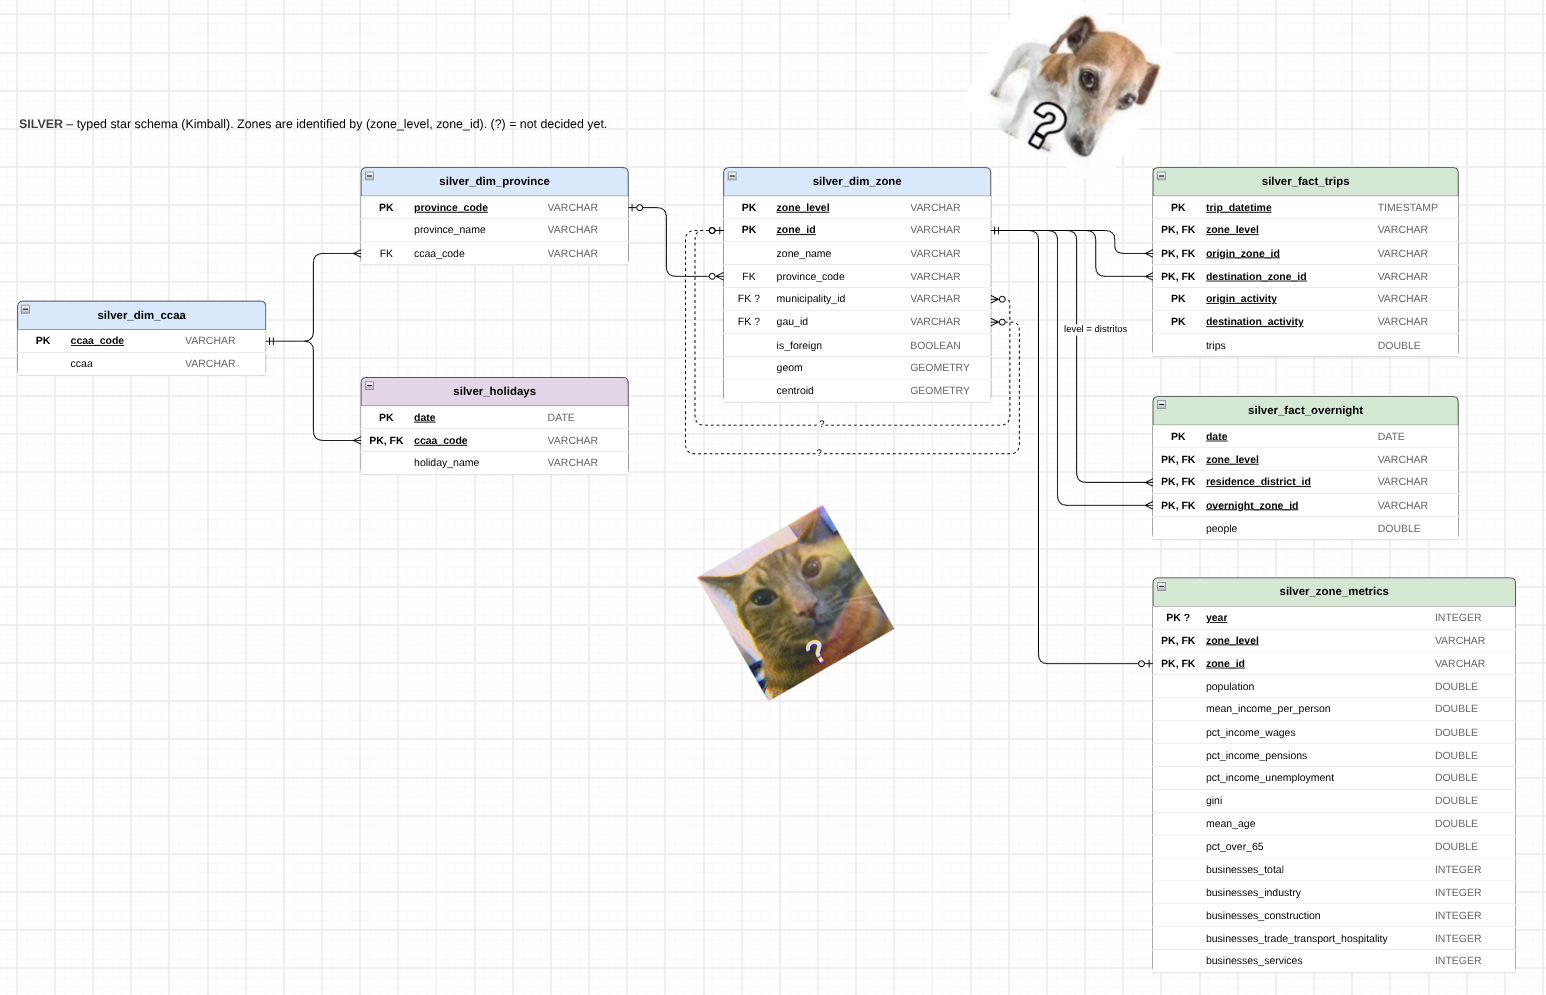 ?
SILVER – typed star schema (Kimball). Zones are identified by (zone_level, zone_id). (?) = not decided yet.
silver_dim_ccaa
PK ccaa_code VARCHAR
ccaa VARCHAR
silver_dim_province
PK province_code VARCHAR
province_name VARCHAR
FK ccaa_code VARCHAR
silver_holidays
PK date DATE
PK, FK ccaa_code VARCHAR
holiday_name VARCHAR
silver_dim_zone
PK zone_level VARCHAR
PK zone_id VARCHAR
zone_name VARCHAR
FK province_code VARCHAR
FK ? municipality_id VARCHAR
FK ? gau_id VARCHAR
is_foreign BOOLEAN
geom GEOMETRY
centroid GEOMETRY
?
?
?
level = distritos
silver_fact_trips
PK trip_datetime TIMESTAMP
PK, FK zone_level VARCHAR
PK, FK origin_zone_id VARCHAR
PK, FK destination_zone_id VARCHAR
PK origin_activity VARCHAR
PK destination_activity VARCHAR
trips DOUBLE
silver_fact_overnight
PK date DATE
PK, FK zone_level VARCHAR
PK, FK residence_district_id VARCHAR
PK, FK overnight_zone_id VARCHAR
people DOUBLE
silver_zone_metrics
PK ? year INTEGER
PK, FK zone_level VARCHAR
PK, FK zone_id VARCHAR
population DOUBLE
mean_income_per_person DOUBLE
pct_income_wages DOUBLE
pct_income_pensions DOUBLE
pct_income_unemployment DOUBLE
gini DOUBLE
mean_age DOUBLE
pct_over_65 DOUBLE
businesses_total INTEGER
businesses_industry INTEGER
businesses_construction INTEGER
businesses_trade_transport_hospitality INTEGER
businesses_services INTEGER